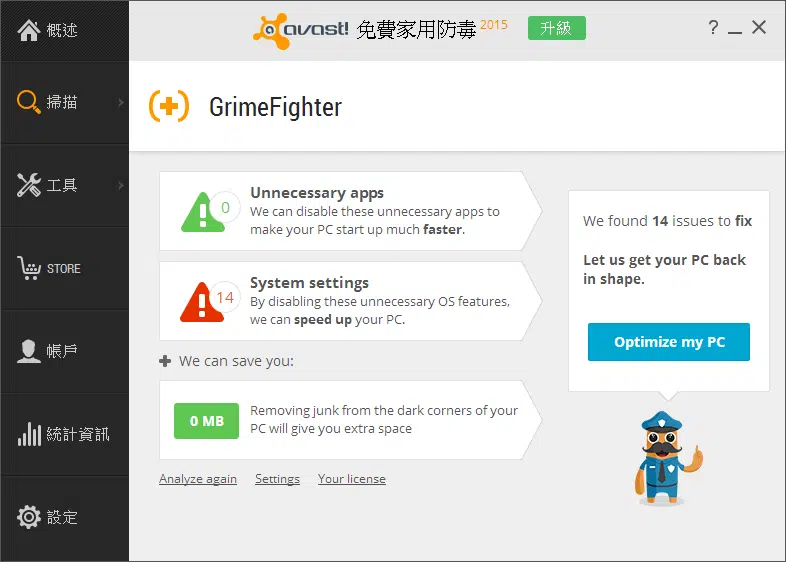 avast! 免費家用防毒 2015
升級
?
概述
掃描
工具
STORE
帳戶
統計資訊
設定
GrimeFighter
0
Unnecessary apps
We can disable these unnecessary apps to
make your PC start up much faster.
14
System settings
By disabling these unnecessary OS features,
we can speed up your PC.
We can save you:
0 MB
Removing junk from the dark corners of your
PC will give you extra space
Analyze again
Settings
Your license
We found 14 issues to fix
Let us get your PC back
in shape.
Optimize my PC